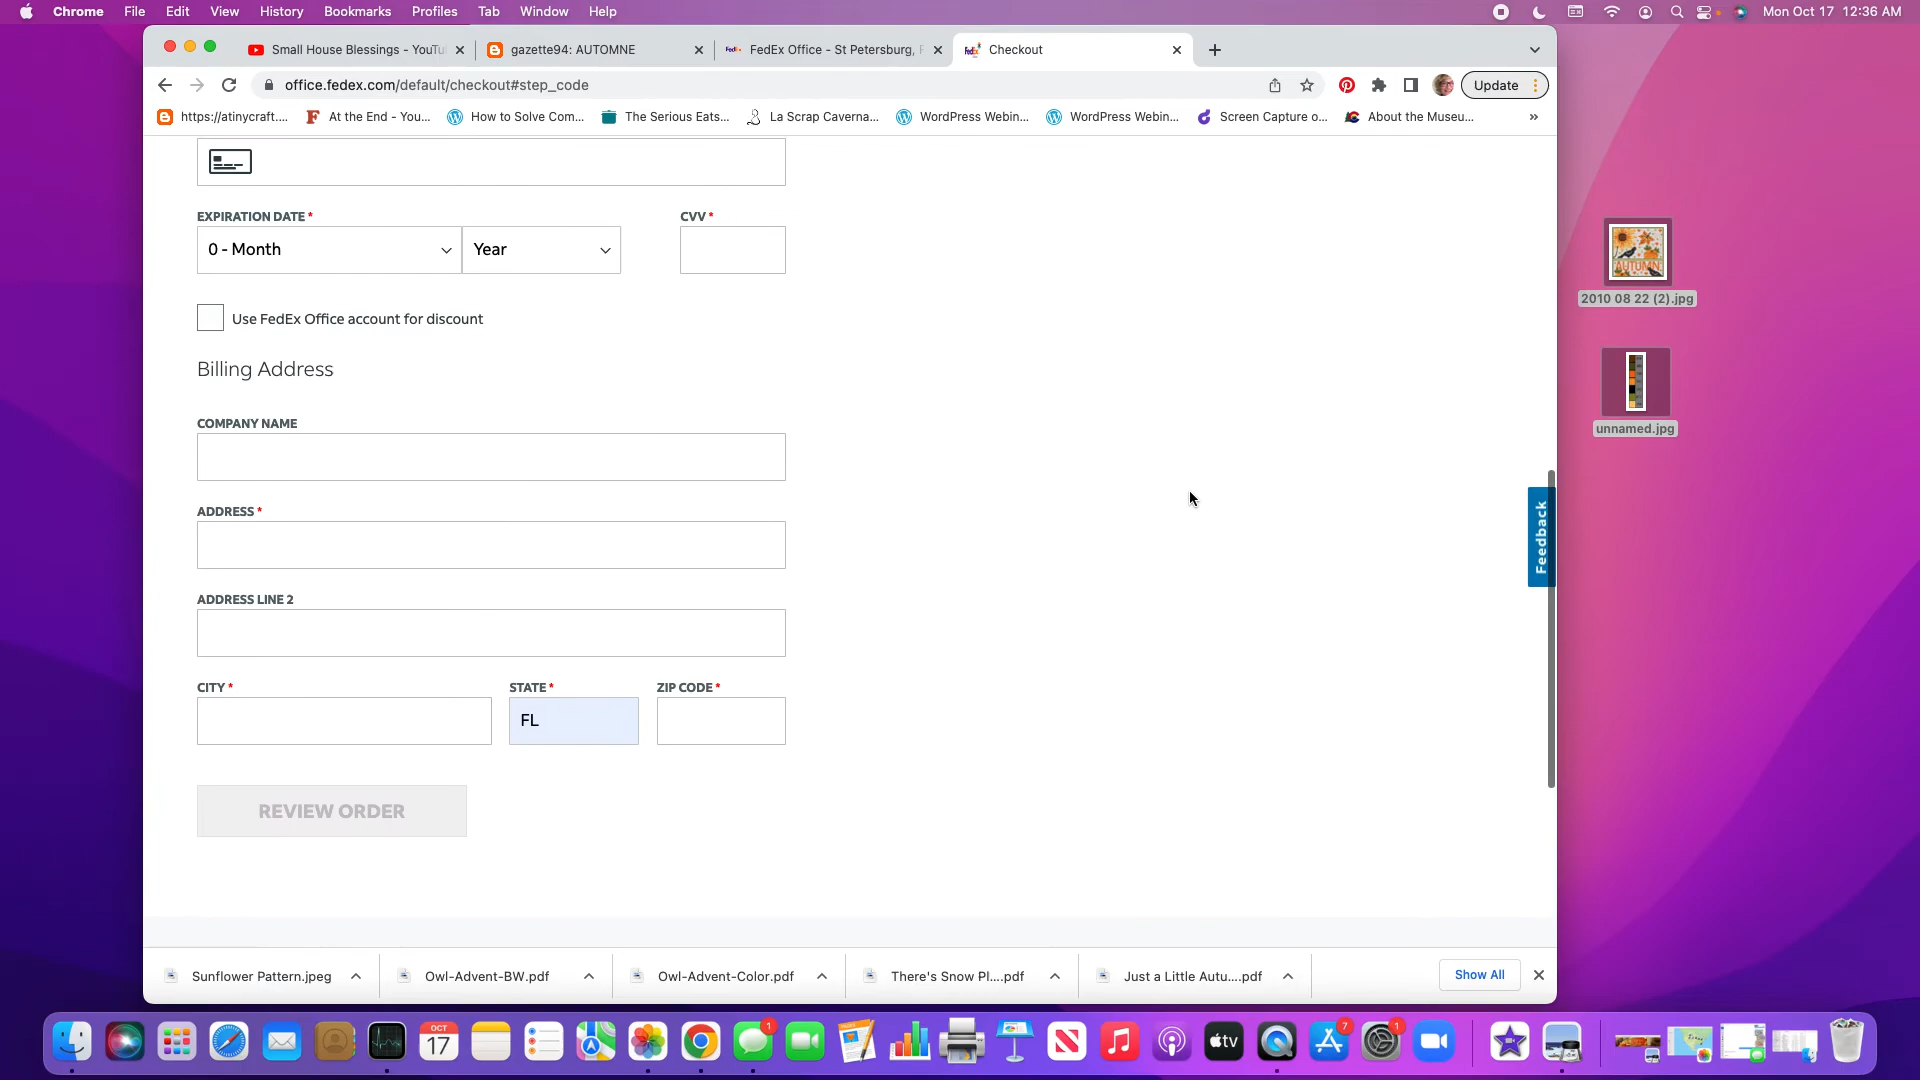 Chrome File Edit View History Bookmarks Profiles Tab Window Help Mon Oct 17 12:36 AM
Small House Blessings - YouTu gazette94: AUTOMNE FedEx Office - St Petersburg, Checkout
office.fedex.com/default/checkout#step_code Update
https://atinycraft.... At the End - You... How to Solve Com... The Serious Eats... La Scrap Caverna... WordPress Webin... WordPress Webin... Screen Capture o... About the Museu...
EXPIRATION DATE * CVV *
0 - Month Year
Use FedEx Office account for discount
Billing Address
COMPANY NAME
ADDRESS *
ADDRESS LINE 2
CITY * STATE * ZIP CODE *
FL
REVIEW ORDER
Feedback
AUTUMN
2010 08 22 (2).jpg
unnamed.jpg
Sunflower Pattern.jpeg Owl-Advent-BW.pdf Owl-Advent-Color.pdf There's Snow Pl....pdf Just a Little Autu....pdf Show All
OCT
17
1
tv
7
1